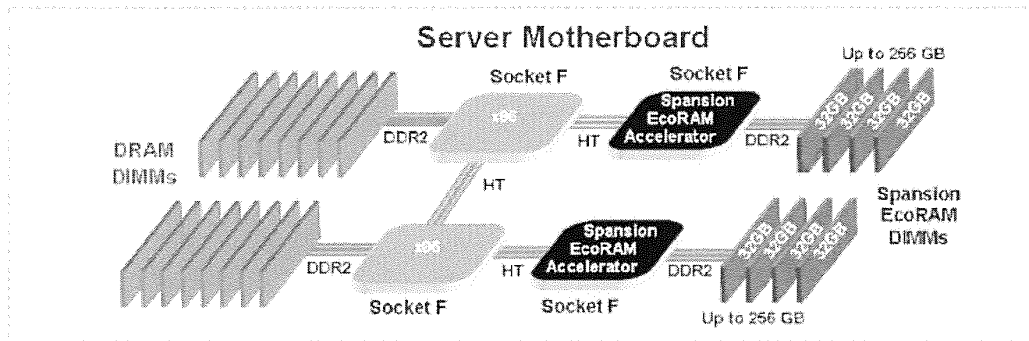 Server Motherboard
Up to 256 GB
Socket F
Socket F
x86
Spansion
EcoRAM
Accelerator
32GB
32GB
32GB
32GB
DRAM
DIMMs
DDR2
HT
DDR2
HT
Spansion
EcoRAM
DIMMs
x86
Spansion
EcoRAM
Accelerator
32GB
32GB
32GB
32GB
DDR2
HT
DDR2
Socket F
Socket F
Up to 256 GB